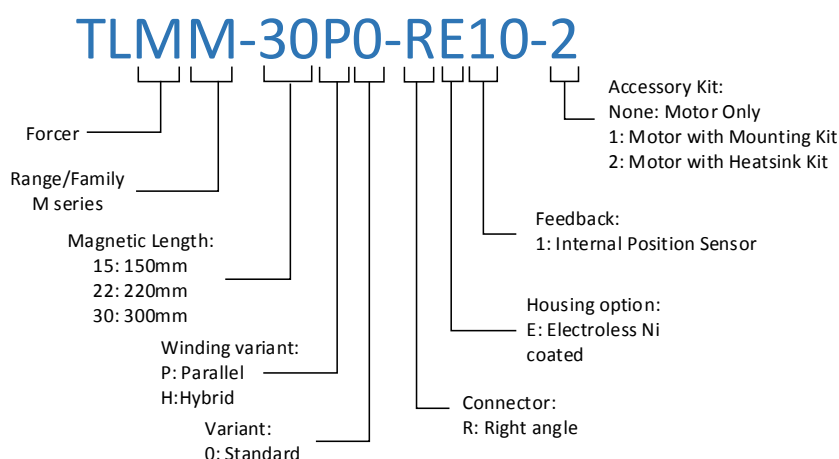 TLMM-30P0-RE10-2
Accessory Kit:
None: Motor Only
1: Motor with Mounting Kit
2: Motor with Heatsink Kit
Forcer
Range/Family
M series
Feedback:
1: Internal Position Sensor
Magnetic Length:
15: 150mm
22: 220mm
30: 300mm
Housing option:
E: Electroless Ni
coated
Winding variant:
P: Parallel
H:Hybrid
Connector:
R: Right angle
Variant:
0: Standard